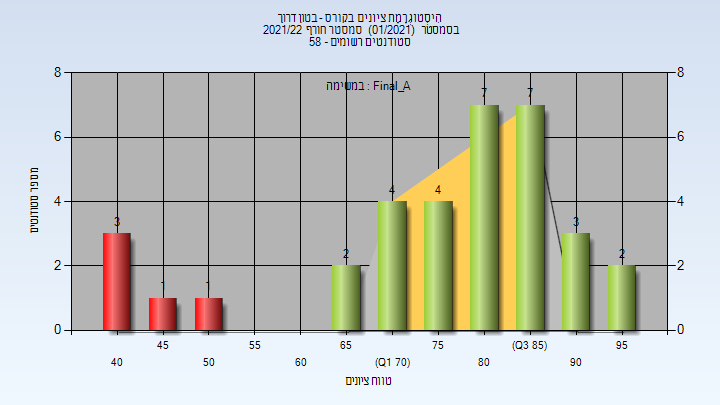 היסטוגרמת ציונים בקורס - בטון דרוך
בסמסטר (01/2021) סמסטר חורף 2021/22
סטודנטים רשומים - 58
במשימה : Final_A
8 8
6 6
4 4
2 2
0 0
מספר סטודנטים
3 1 1 2 4 4 7 7 3 2
45 55 65 75 (Q3 85) 95
40 50 60 (Q1 70) 80 90
טווח ציונים